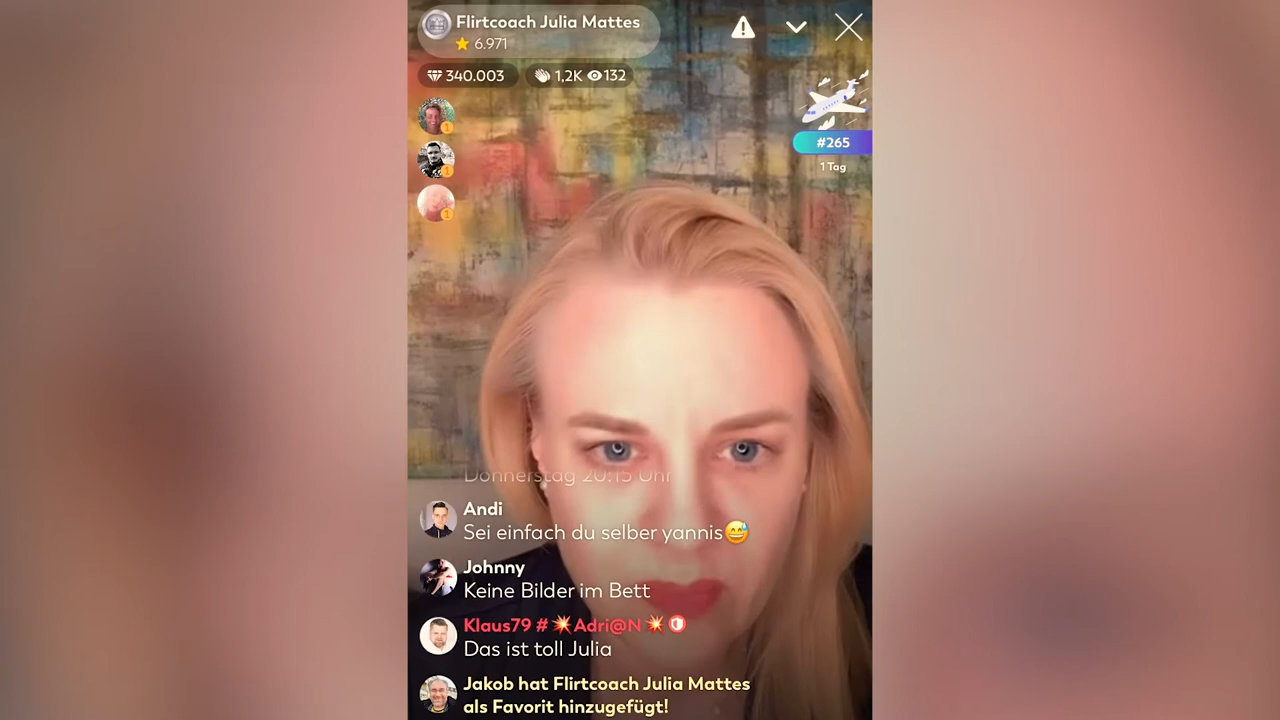 Flirtcoach Julia Mattes
6.971
340.003
1,2K 132
#265
1 Tag
Donnerstag 20:15 Uhr
Andi
Sei einfach du selber yannis😅
Johnny
Keine Bilder im Bett
Klaus79 # 💥Adri@N💥
Das ist toll Julia
Jakob hat Flirtcoach Julia Mattes
als Favorit hinzugefügt!